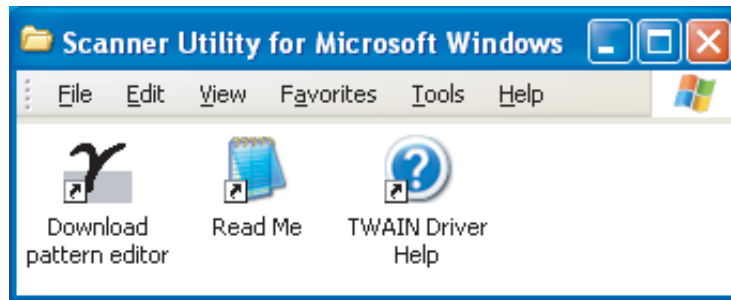 Scanner Utility for Microsoft Windows
File Edit View Favorites Tools Help
Download pattern editor
Read Me
TWAIN Driver Help